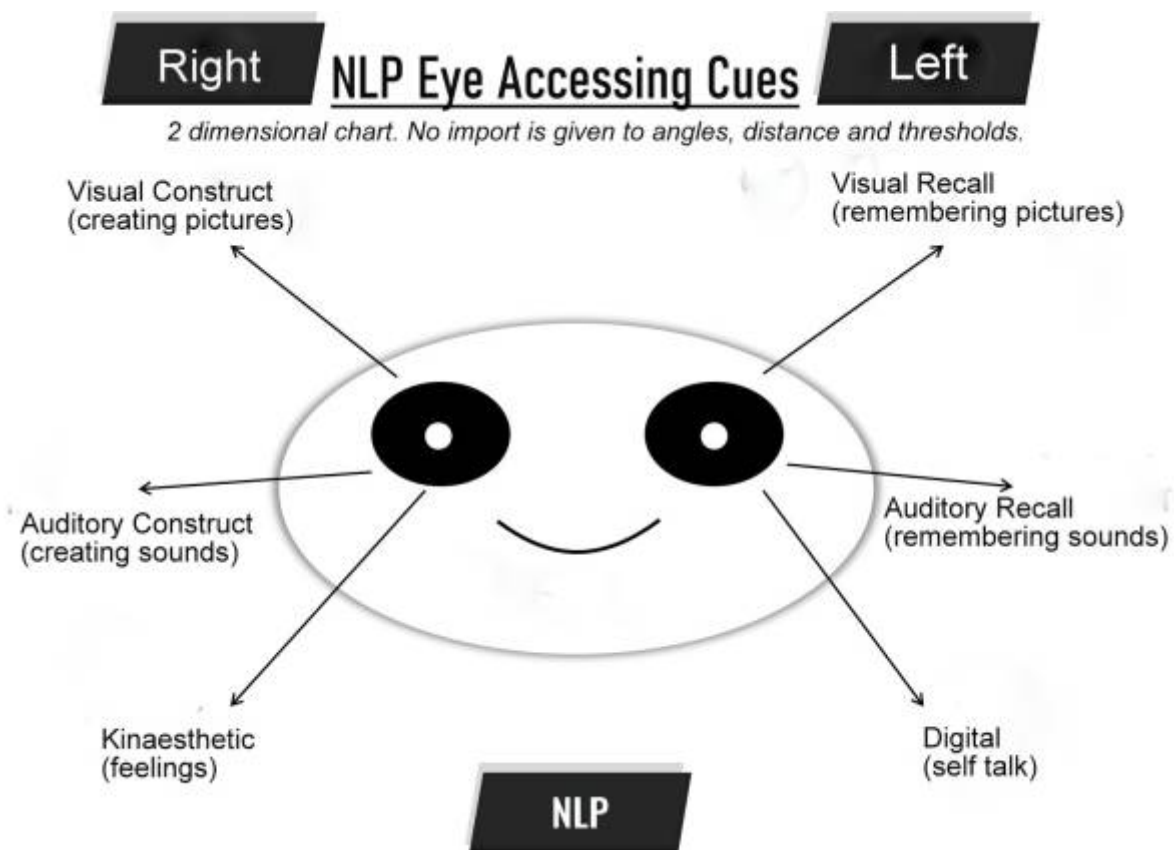 Right
NLP Eye Accessing Cues
Left
2 dimensional chart. No import is given to angles, distance and thresholds.
Visual Construct
(creating pictures)
Visual Recall
(remembering pictures)
Auditory Construct
(creating sounds)
Auditory Recall
(remembering sounds)
Kinaesthetic
(feelings)
Digital
(self talk)
NLP